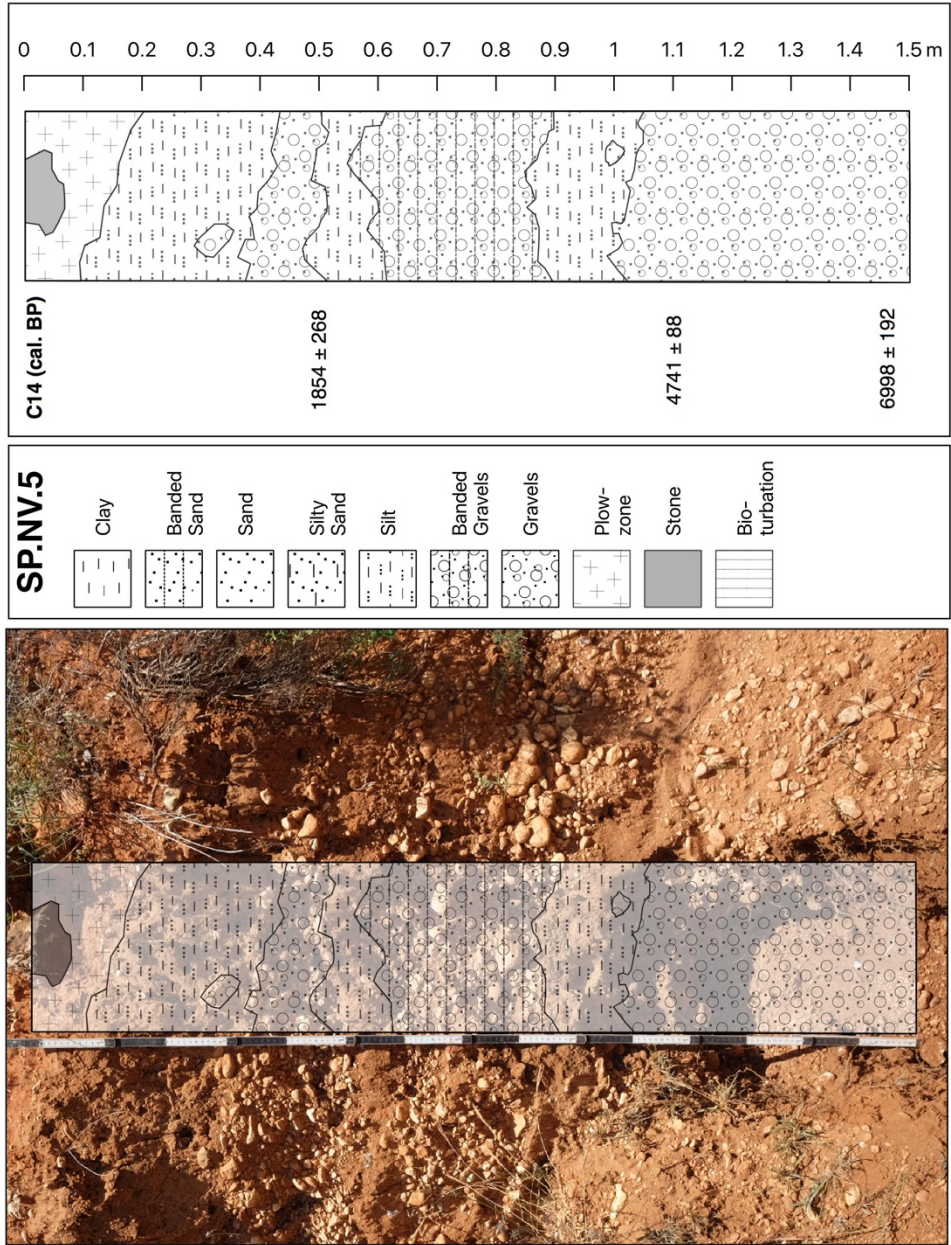 0 0.1 0.2 0.3 0.4 0.5 0.6 0.7 0.8 0.9 1 1.1 1.2 1.3 1.4 1.5 m
C14 (cal. BP)
1854 ± 268
4741 ± 88
6998 ± 192
SP.NV.5
Clay
Banded
Sand
Sand
Silty
Sand
Silt
Banded
Gravels
Gravels
Plow-
zone
Stone
Bio-
turbation